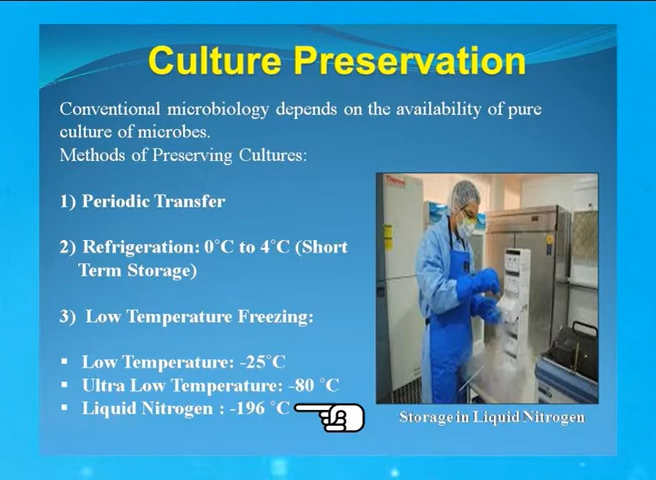 Culture Preservation
Conventional microbiology depends on the availability of pure
culture of microbes.
Methods of Preserving Cultures:
1) Periodic Transfer
2) Refrigeration: 0°C to 4°C (Short
Term Storage)
3) Low Temperature Freezing:
▪ Low Temperature: -25°C
▪ Ultra Low Temperature: -80 °C
▪ Liquid Nitrogen : -196 °C
Storage in Liquid Nitrogen